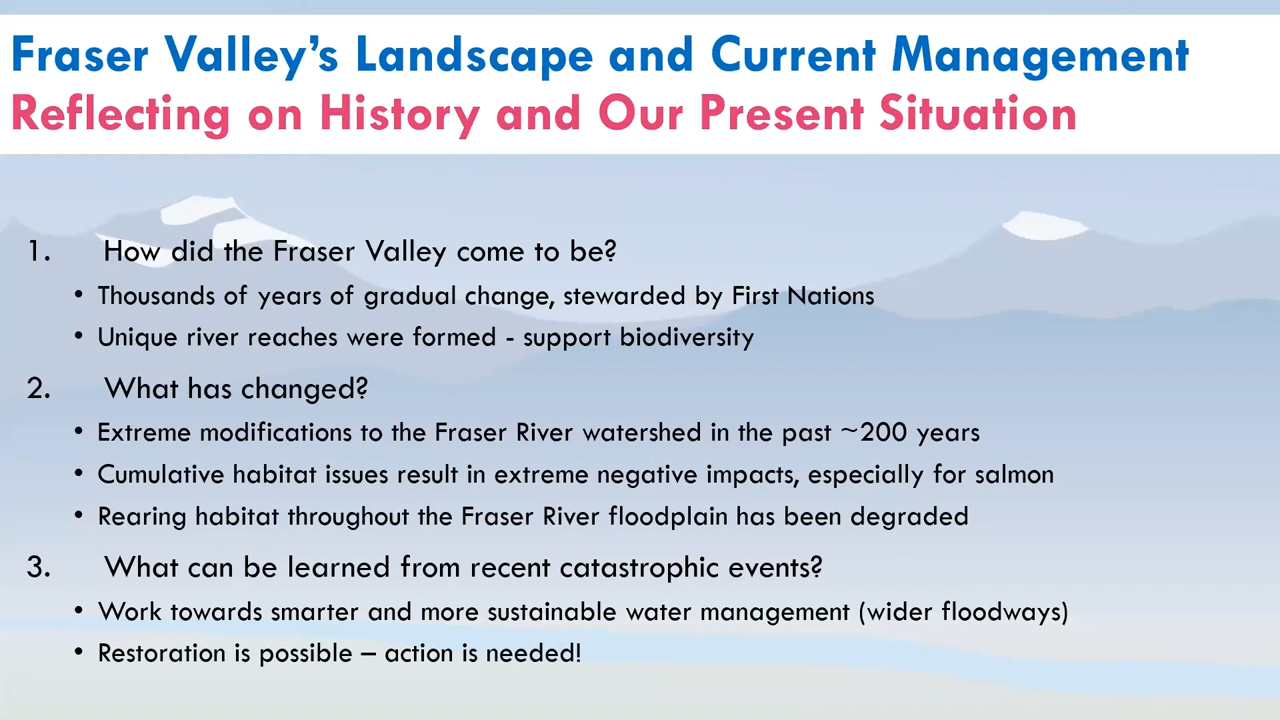 Fraser Valley’s Landscape and Current Management
Reflecting on History and Our Present Situation
1. How did the Fraser Valley come to be?
• Thousands of years of gradual change, stewarded by First Nations
• Unique river reaches were formed - support biodiversity
2. What has changed?
• Extreme modifications to the Fraser River watershed in the past ~200 years
• Cumulative habitat issues result in extreme negative impacts, especially for salmon
• Rearing habitat throughout the Fraser River floodplain has been degraded
3. What can be learned from recent catastrophic events?
• Work towards smarter and more sustainable water management (wider floodways)
• Restoration is possible – action is needed!